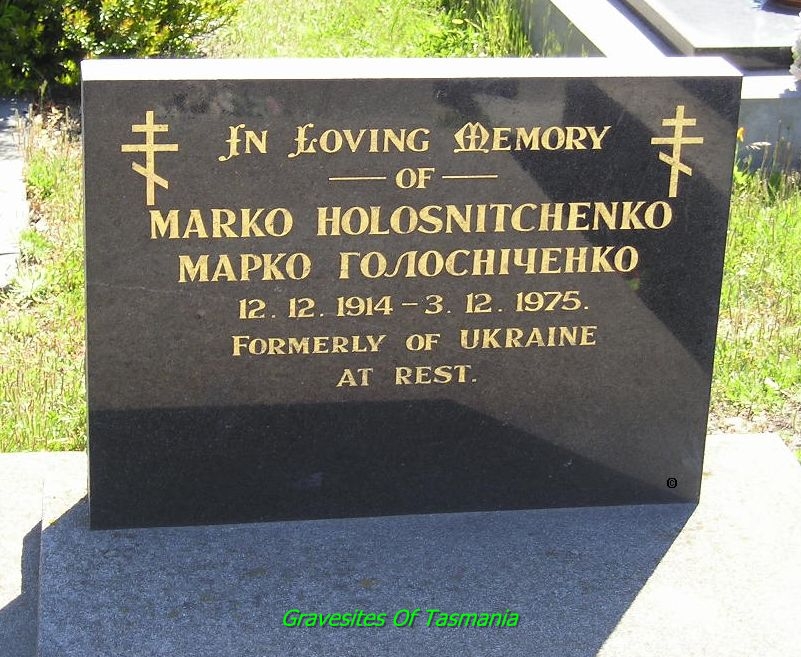 In Loving Memory
OF
MARKO HOLOSNITCHENKO
МАРКО ГОЛОСНІЧЕНКО
12. 12. 1914 – 3. 12. 1975.
FORMERLY OF UKRAINE
AT REST.
©
Gravesites Of Tasmania